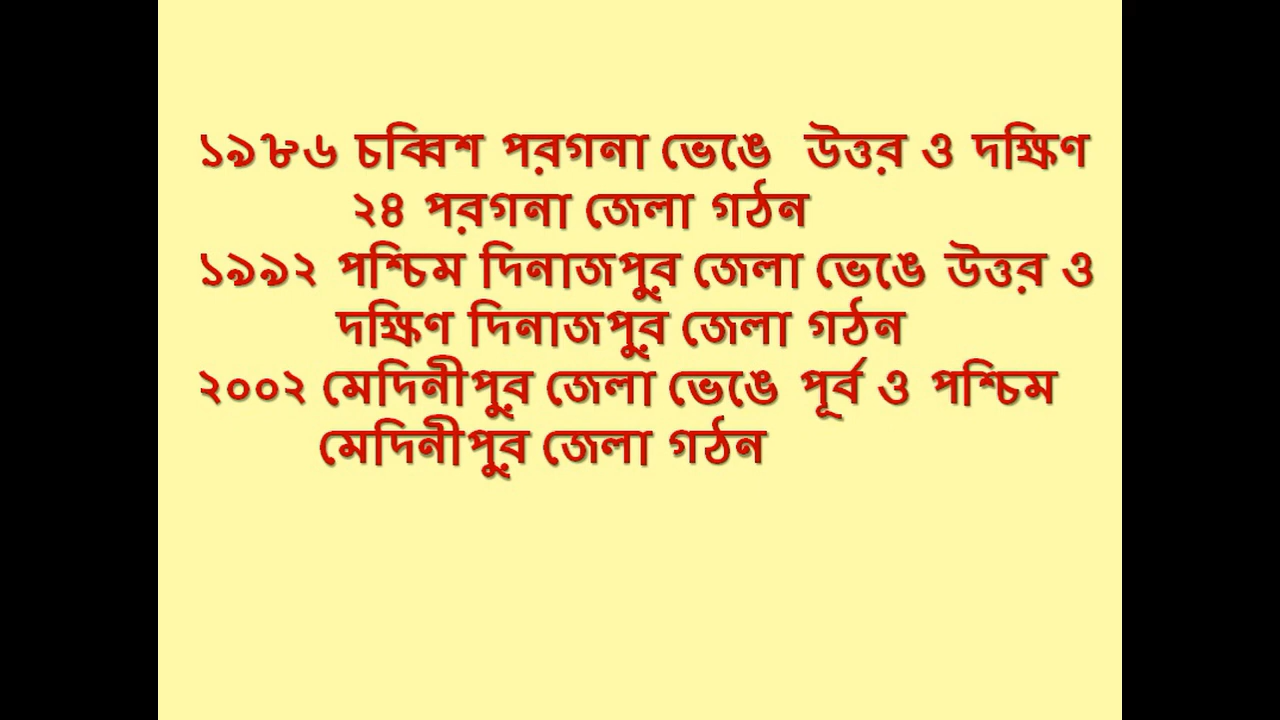 ১৯৮৬ চব্বিশ পরগনা ভেঙে উত্তর ও দক্ষিণ
২৪ পরগনা জেলা গঠন
১৯৯২ পশ্চিম দিনাজপুর জেলা ভেঙে উত্তর ও
দক্ষিণ দিনাজপুর জেলা গঠন
২০০২ মেদিনীপুর জেলা ভেঙে পূর্ব ও পশ্চিম
মেদিনীপুর জেলা গঠন